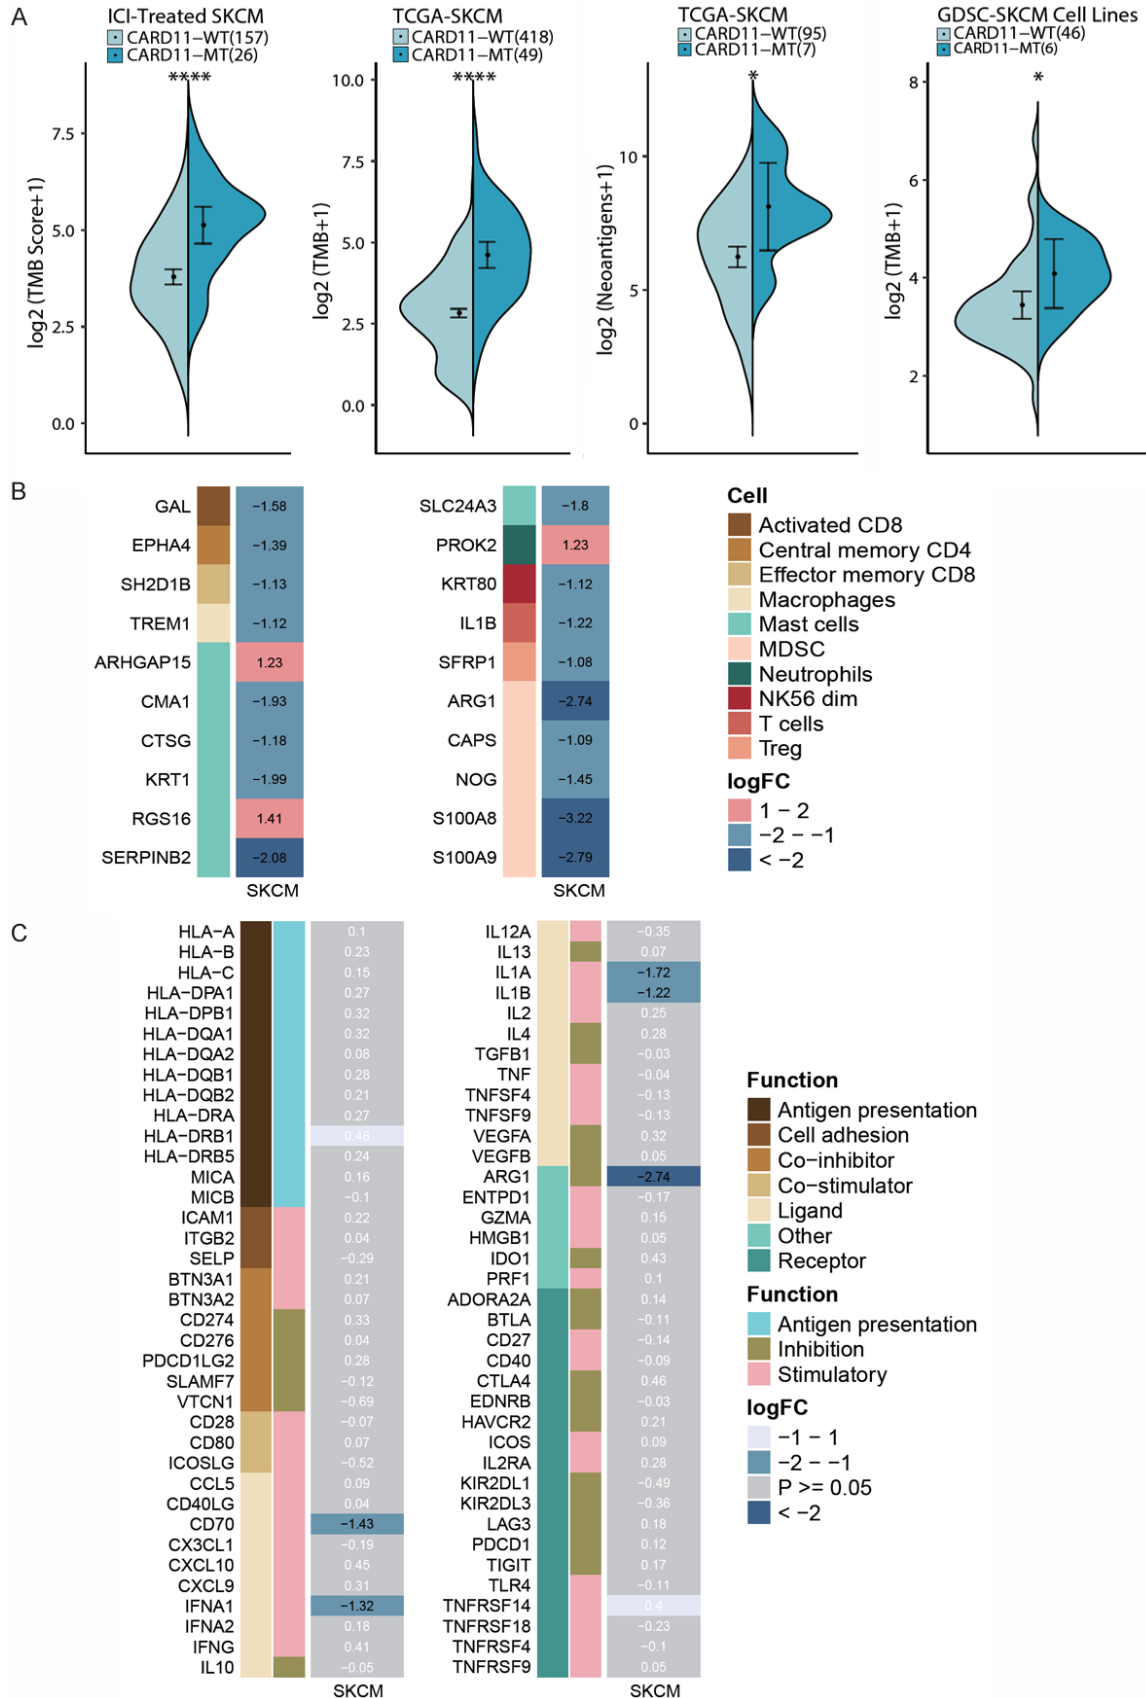 A
ICI-Treated SKCM
CARD11−WT(157)
CARD11−MT(26)
****
log2 (TMB Score+1)
7.5
5.0
2.5
0.0
TCGA-SKCM
CARD11−WT(418)
CARD11−MT(49)
****
log2 (TMB+1)
10.0
7.5
5.0
2.5
0.0
TCGA-SKCM
CARD11−WT(95)
CARD11−MT(7)
*
log2 (Neoantigens+1)
10
5
0
GDSC-SKCM Cell Lines
CARD11−WT(46)
CARD11−MT(6)
*
log2 (TMB+1)
8
6
4
2
B
GAL −1.58
EPHA4 −1.39
SH2D1B −1.13
TREM1 −1.12
ARHGAP15 1.23
CMA1 −1.93
CTSG −1.18
KRT1 −1.99
RGS16 1.41
SERPINB2 −2.08
SKCM
SLC24A3 −1.8
PROK2 1.23
KRT80 −1.12
IL1B −1.22
SFRP1 −1.08
ARG1 −2.74
CAPS −1.09
NOG −1.45
S100A8 −3.22
S100A9 −2.79
SKCM
Cell
Activated CD8
Central memory CD4
Effector memory CD8
Macrophages
Mast cells
MDSC
Neutrophils
NK56 dim
T cells
Treg
logFC
1 − 2
−2 − −1
< −2
C
HLA−A 0.1
HLA−B 0.23
HLA−C 0.15
HLA−DPA1 0.27
HLA−DPB1 0.32
HLA−DQA1 0.32
HLA−DQA2 0.08
HLA−DQB1 0.28
HLA−DQB2 0.21
HLA−DRA 0.27
HLA−DRB1 0.48
HLA−DRB5 0.24
MICA 0.16
MICB −0.1
ICAM1 0.22
ITGB2 0.04
SELP −0.29
BTN3A1 0.21
BTN3A2 0.07
CD274 0.33
CD276 0.04
PDCD1LG2 0.28
SLAMF7 −0.12
VTCN1 −0.69
CD28 −0.07
CD80 0.07
ICOSLG −0.52
CCL5 0.09
CD40LG 0.04
CD70 −1.43
CX3CL1 −0.19
CXCL10 0.45
CXCL9 0.31
IFNA1 −1.32
IFNA2 0.18
IFNG 0.41
IL10 −0.05
SKCM
IL12A −0.35
IL13 0.07
IL1A −1.72
IL1B −1.22
IL2 0.25
IL4 0.28
TGFB1 −0.03
TNF −0.04
TNFSF4 −0.13
TNFSF9 −0.13
VEGFA 0.32
VEGFB 0.05
ARG1 −2.74
ENTPD1 −0.17
GZMA 0.15
HMGB1 0.05
IDO1 0.43
PRF1 0.1
ADORA2A 0.14
BTLA −0.11
CD27 −0.14
CD40 −0.09
CTLA4 0.46
EDNRB −0.03
HAVCR2 0.21
ICOS 0.09
IL2RA 0.28
KIR2DL1 −0.49
KIR2DL3 −0.36
LAG3 0.18
PDCD1 0.12
TIGIT 0.17
TLR4 −0.11
TNFRSF14 0.4
TNFRSF18 −0.23
TNFRSF4 −0.1
TNFRSF9 0.05
SKCM
Function
Antigen presentation
Cell adhesion
Co−inhibitor
Co−stimulator
Ligand
Other
Receptor
Function
Antigen presentation
Inhibition
Stimulatory
logFC
−1 − 1
−2 − −1
P >= 0.05
< −2